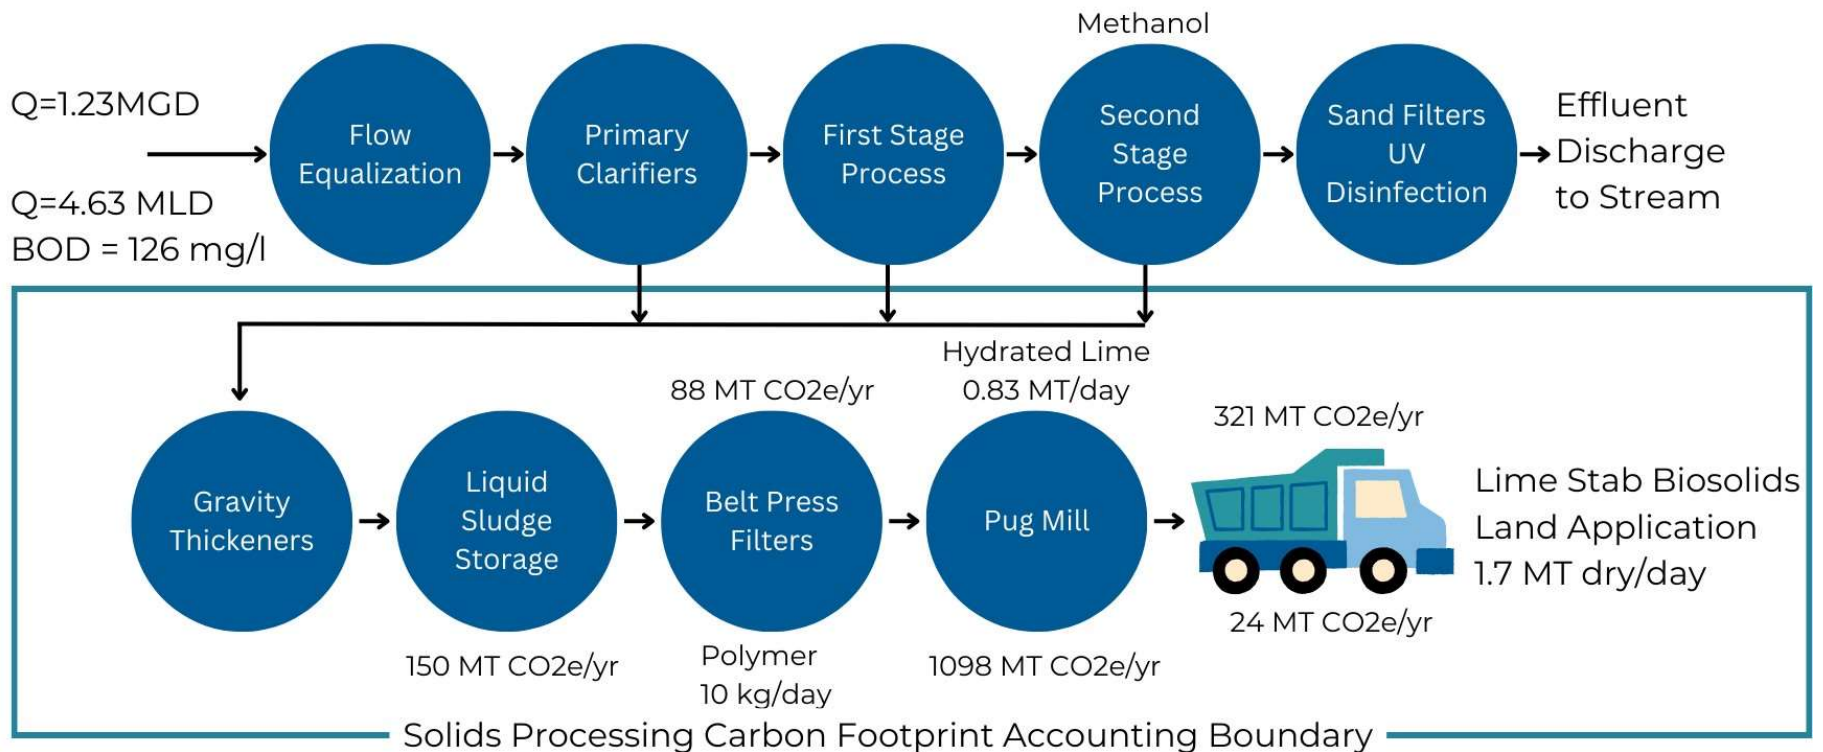 Methanol
Q=1.23MGD
Q=4.63 MLD
BOD = 126 mg/l
Flow
Equalization
Primary
Clarifiers
First Stage
Process
Second
Stage
Process
Sand Filters
UV
Disinfection
Effluent
Discharge
to Stream
Gravity
Thickeners
Liquid
Sludge
Storage
150 MT CO2e/yr
88 MT CO2e/yr
Belt Press
Filters
Polymer
10 kg/day
Hydrated Lime
0.83 MT/day
Pug Mill
1098 MT CO2e/yr
321 MT CO2e/yr
24 MT CO2e/yr
Lime Stab Biosolids
Land Application
1.7 MT dry/day
Solids Processing Carbon Footprint Accounting Boundary